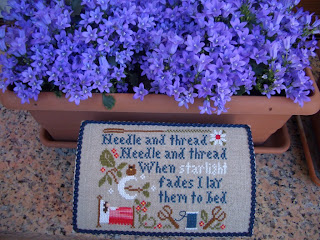 Needle and thread
Needle and thread
When starlight
fades I lay
them to bed